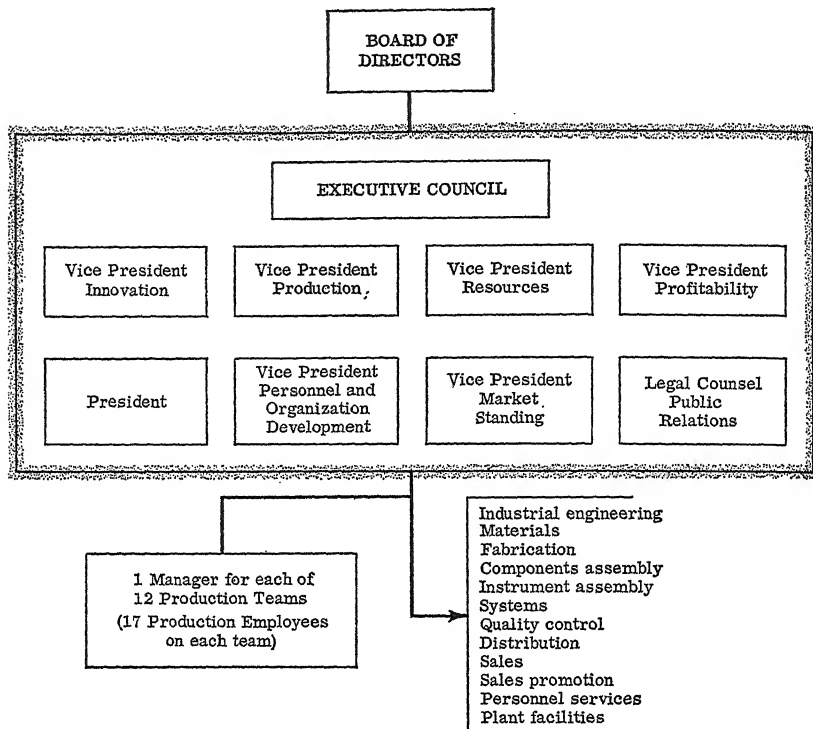 BOARD OF
DIRECTORS
EXECUTIVE COUNCIL
Vice President
Innovation
Vice President
Production
Vice President
Resources
Vice President
Profitability
President
Vice President
Personnel and
Organization
Development
Vice President
Market
Standing
Legal Counsel
Public
Relations
1 Manager for each of
12 Production Teams
(17 Production Employees
on each team)
Industrial engineering
Materials
Fabrication
Components assembly
Instrument assembly
Systems
Quality control
Distribution
Sales
Sales promotion
Personnel services
Plant facilities